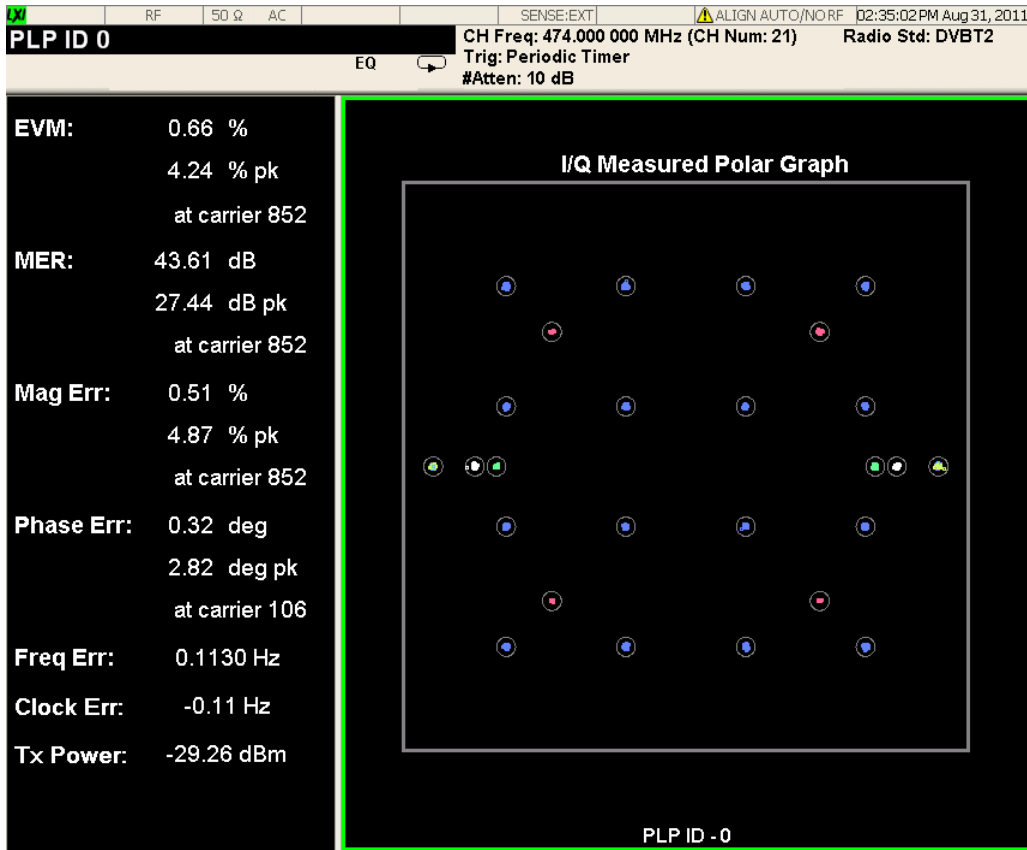 LXI RF 50 Ω AC SENSE:EXT ALIGN AUTO/NO RF 02:35:02 PM Aug 31, 2011
PLP ID 0
CH Freq: 474.000 000 MHz (CH Num: 21) Radio Std: DVBT2
EQ Trig: Periodic Timer
#Atten: 10 dB
EVM: 0.66 %
4.24 % pk
at carrier 852
MER: 43.61 dB
27.44 dB pk
at carrier 852
Mag Err: 0.51 %
4.87 % pk
at carrier 852
Phase Err: 0.32 deg
2.82 deg pk
at carrier 106
Freq Err: 0.1130 Hz
Clock Err: -0.11 Hz
Tx Power: -29.26 dBm
I/Q Measured Polar Graph
PLP ID - 0